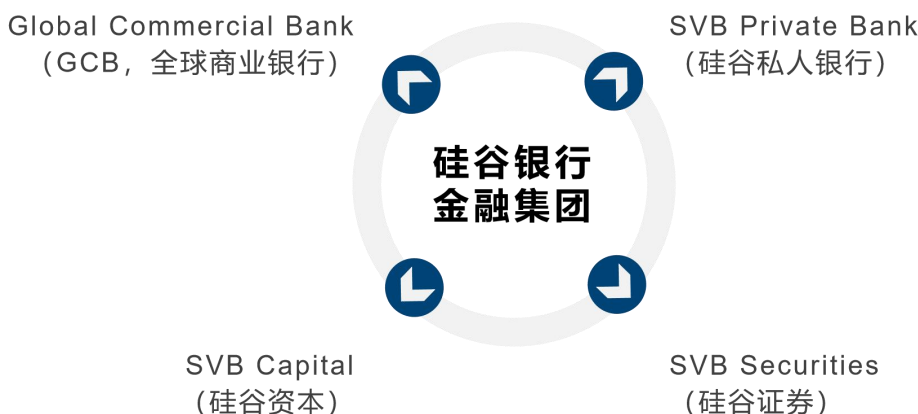 Global Commercial Bank
（GCB，全球商业银行）
SVB Private Bank
（硅谷私人银行）
硅谷银行
金融集团
SVB Capital
（硅谷资本）
SVB Securities
（硅谷证券）